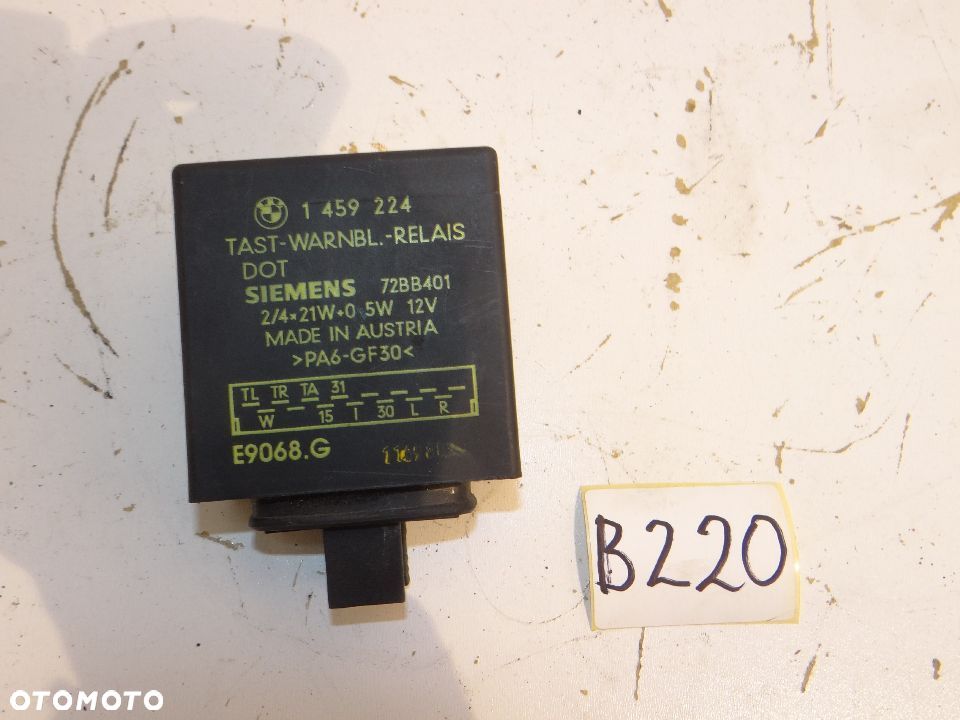 1 459 224
TAST-WARNBL.-RELAIS
DOT
SIEMENS 72BB401
2/4×21W+0,5W 12V
MADE IN AUSTRIA
>PA6-GF30<
TL TR TA 31
W 15 I 30 L R
E9068.G
B220
OTOMOTO